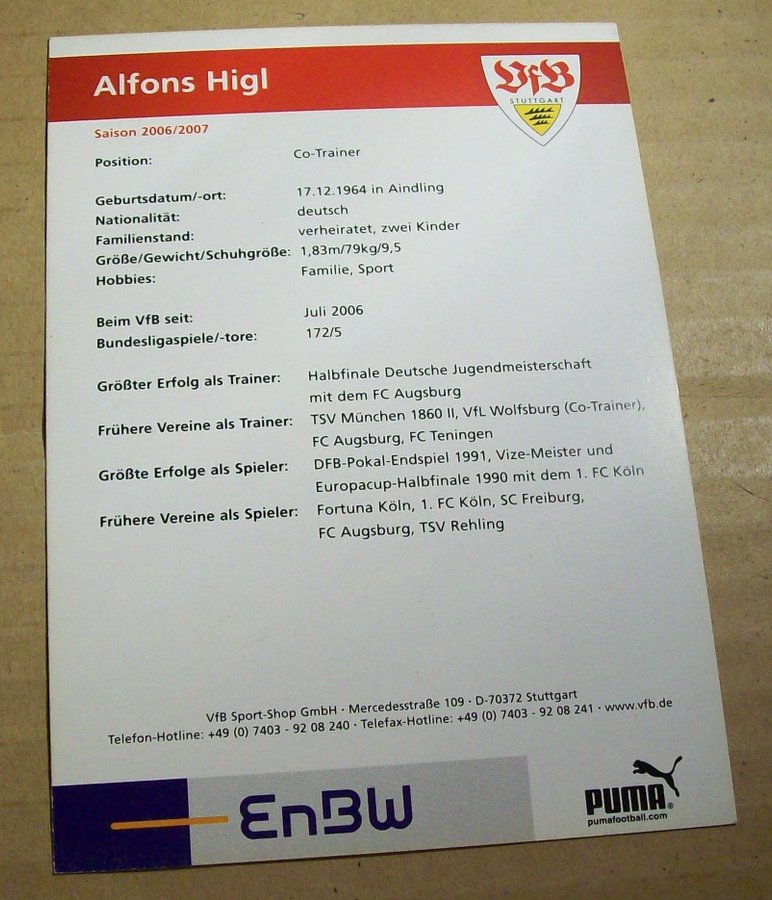 Alfons Higl
VfB
STUTTGART
Saison 2006/2007
Position: Co-Trainer
Geburtsdatum/-ort: 17.12.1964 in Aindling
Nationalität: deutsch
Familienstand: verheiratet, zwei Kinder
Größe/Gewicht/Schuhgröße: 1,83m/79kg/9,5
Hobbies: Familie, Sport
Beim VfB seit: Juli 2006
Bundesligaspiele/-tore: 172/5
Größter Erfolg als Trainer: Halbfinale Deutsche Jugendmeisterschaft
mit dem FC Augsburg
Frühere Vereine als Trainer: TSV München 1860 II, VfL Wolfsburg (Co-Trainer),
FC Augsburg, FC Teningen
Größte Erfolge als Spieler: DFB-Pokal-Endspiel 1991, Vize-Meister und
Europacup-Halbfinale 1990 mit dem 1. FC Köln
Frühere Vereine als Spieler: Fortuna Köln, 1. FC Köln, SC Freiburg,
FC Augsburg, TSV Rehling
VfB Sport-Shop GmbH · Mercedesstraße 109 · D-70372 Stuttgart
Telefon-Hotline: +49 (0) 7403 - 92 08 240 · Telefax-Hotline: +49 (0) 7403 - 92 08 241 · www.vfb.de
EnBW
PUMA®
pumafootball.com